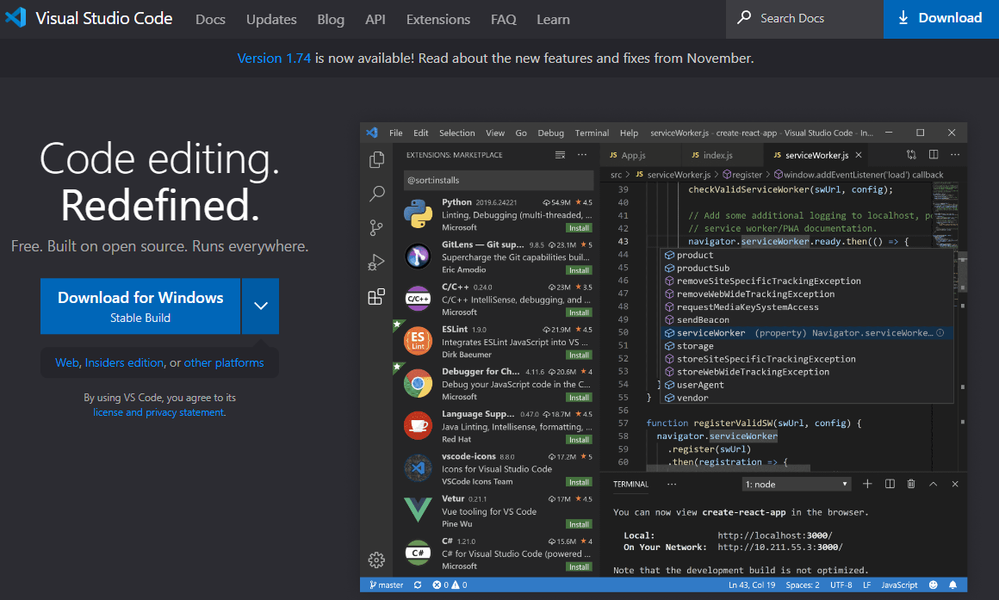 Visual Studio Code Docs Updates Blog API Extensions FAQ Learn Search Docs Download
Version 1.74 is now available! Read about the new features and fixes from November.
Code editing.
Redefined.
Free. Built on open source. Runs everywhere.
Download for Windows
Stable Build
Web, Insiders edition, or other platforms
By using VS Code, you agree to its
license and privacy statement.
File Edit Selection View Go Debug Terminal Help serviceWorker.js - create-react-app - Visual Studio Code - In...
EXTENSIONS: MARKETPLACE ...
@sort:installs
Python 2019.6.24221 54.9M 4.5
Linting, Debugging (multi-threaded, ...
Microsoft Install
GitLens — Git sup... 9.8.5 23.1M 5
Supercharge the Git capabilities buil...
Eric Amodio Install
C/C++
C/C++ 0.24.0 23M 3.5
C/C++ IntelliSense, debugging, and ...
Microsoft Install
ES
Lint
ESLint 1.9.0 21.9M 4.5
Integrates ESLint JavaScript into VS ...
Dirk Baeumer Install
Debugger for Ch... 4.11.6 20.6M 4
Debug your JavaScript code in the C...
Microsoft Install
Language Supp... 0.47.0 18.7M 4.5
Java Linting, Intellisense, formatting, ...
Red Hat Install
vscode-icons 8.8.0 17.2M 5
Icons for Visual Studio Code
VSCode Icons Team Install
Vetur 0.21.1 17M 4.5
Vue tooling for VS Code
Pine Wu Install
C#
C# 1.21.0 15.6M 4
C# for Visual Studio Code (powered ...
Microsoft Install
JS App.js JS index.js JS serviceWorker.js
src > JS serviceWorker.js > register > window.addEventListener('load') callback
39 checkValidServiceWorker(swUrl, config);
40
41 // Add some additional logging to localhost, po
42 // service worker/PWA documentation.
43 navigator.serviceWorker.ready.then(() => {
44 product
45 productSub
46 removeSiteSpecificTrackingException
47 removeWebWideTrackingException
48 requestMediaKeySystemAccess
49 sendBeacon
50 serviceWorker (property) Navigator.serviceWorke...
51 storage
52 storeSiteSpecificTrackingException
53 storeWebWideTrackingException
54 } userAgent
55 } vendor
56
57 function registerValidSW(swUrl, config) {
58 navigator.serviceWorker
59 .register(swUrl)
60 .then(registration => {
TERMINAL ... 1: node
You can now view create-react-app in the browser.
Local: http://localhost:3000/
On Your Network: http://10.211.55.3:3000/
Note that the development build is not optimized.
master 0 0 Ln 43, Col 19 Spaces: 2 UTF-8 LF JavaScript